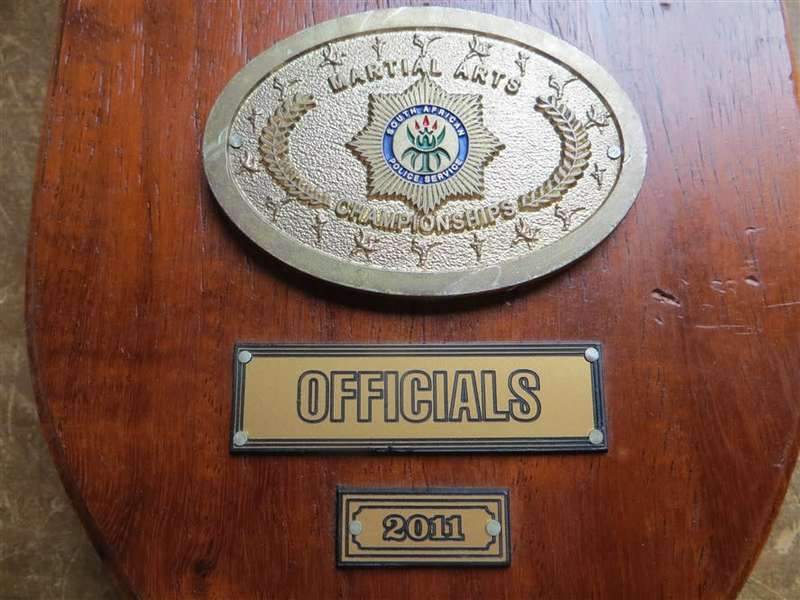 MARTIAL ARTS
SOUTH AFRICAN
POLICE SERVICE
CHAMPIONSHIPS
OFFICIALS
2011